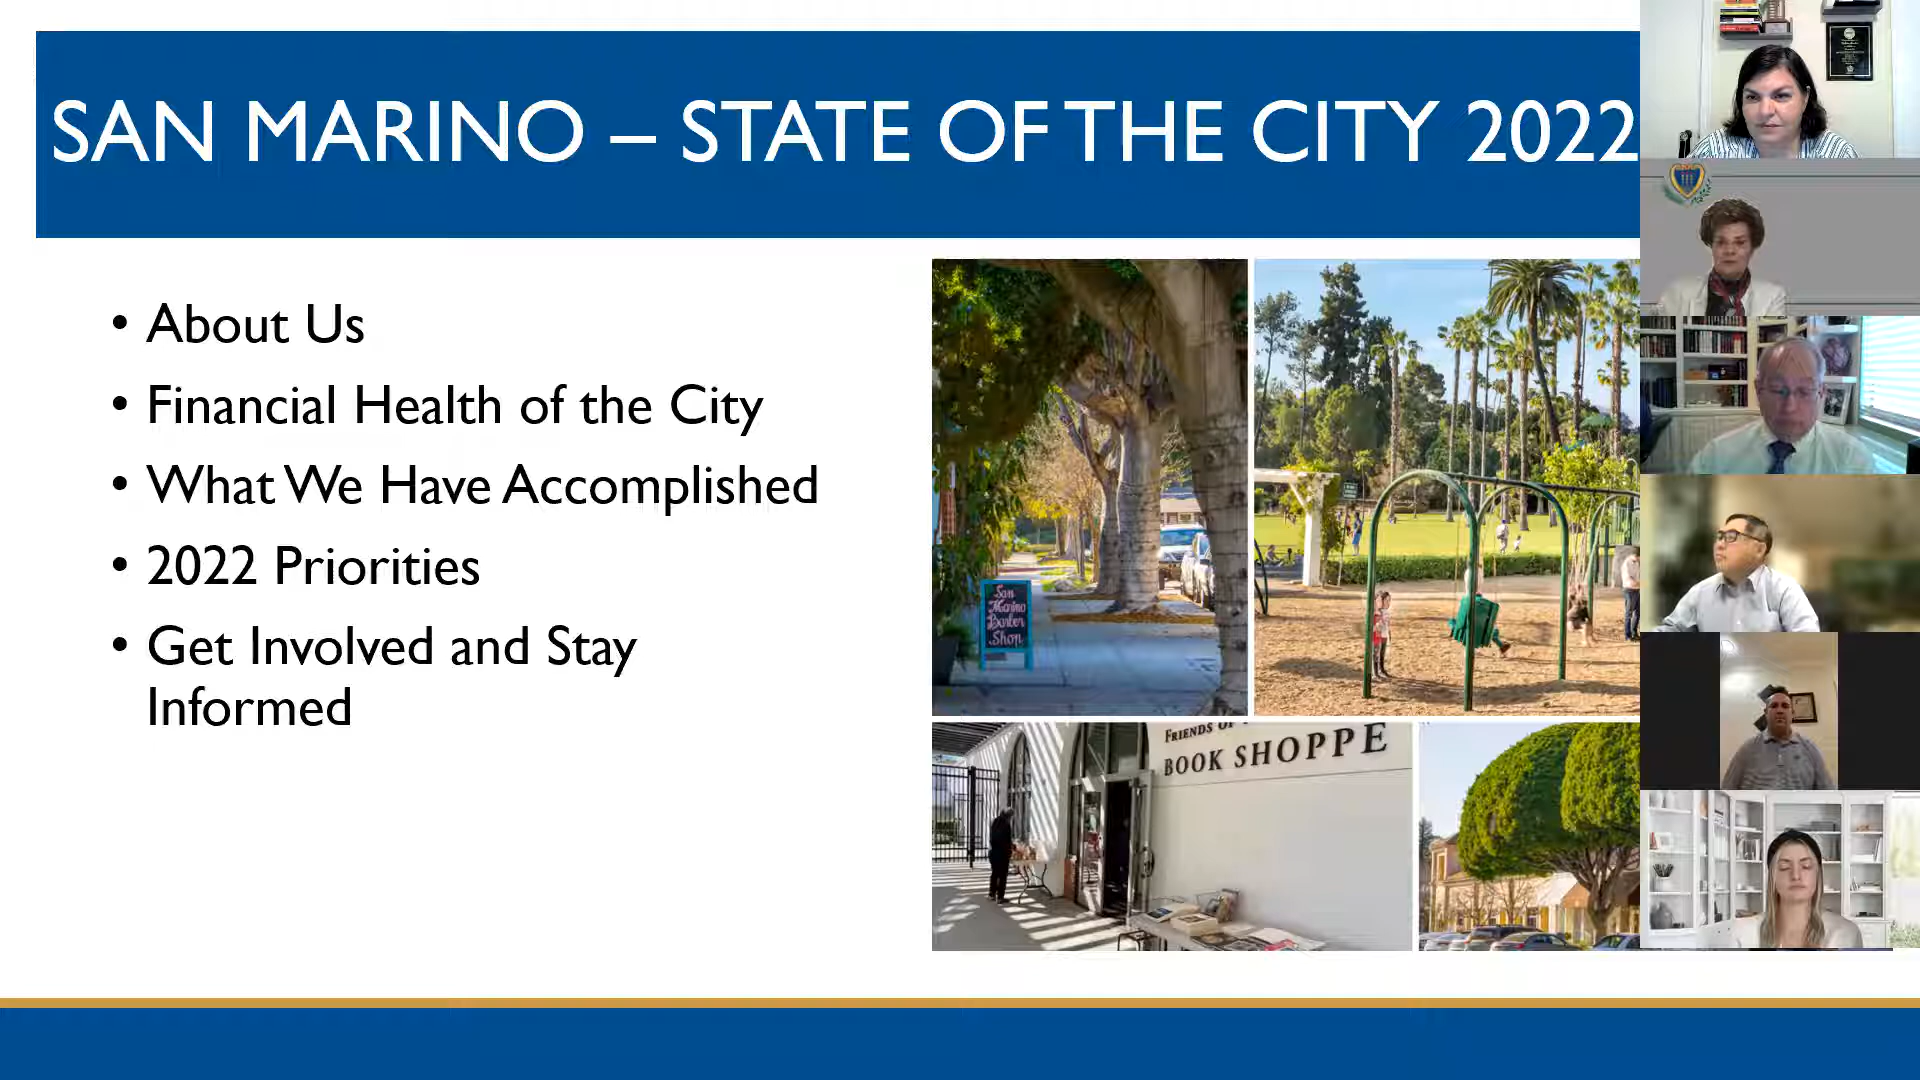 SAN MARINO – STATE OF THE CITY 2022
• About Us
• Financial Health of the City
• What We Have Accomplished
• 2022 Priorities
• Get Involved and Stay
Informed
San
Marino
Barber
Shop
FRIENDS OF
BOOK SHOPPE